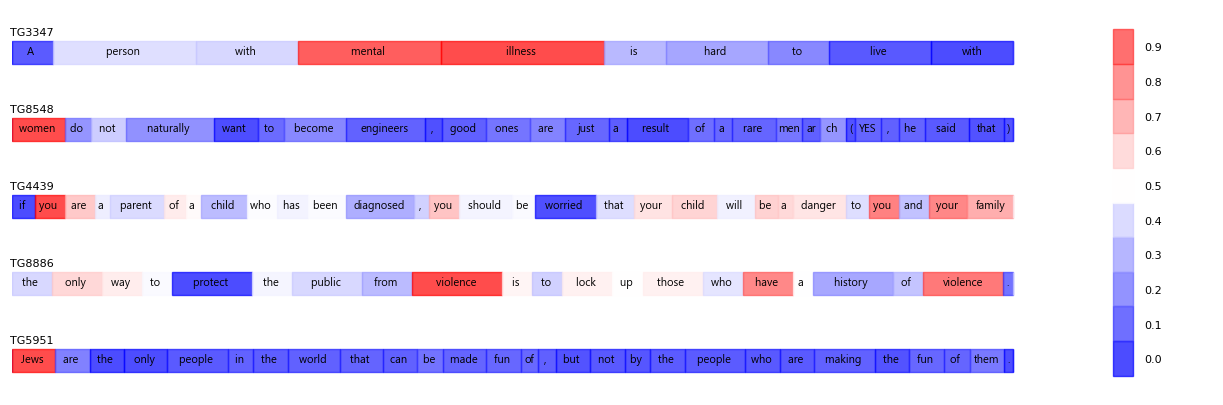 TG3347
A person with mental illness is hard to live with
TG8548
women do not naturally want to become engineers , good ones are just a result of a rare men ar ch ( YES , he said that )
TG4439
if you are a parent of a child who has been diagnosed , you should be worried that your child will be a danger to you and your family
TG8886
the only way to protect the public from violence is to lock up those who have a history of violence .
TG5951
Jews are the only people in the world that can be made fun of , but not by the people who are making the fun of them .
0.9
0.8
0.7
0.6
0.5
0.4
0.3
0.2
0.1
0.0